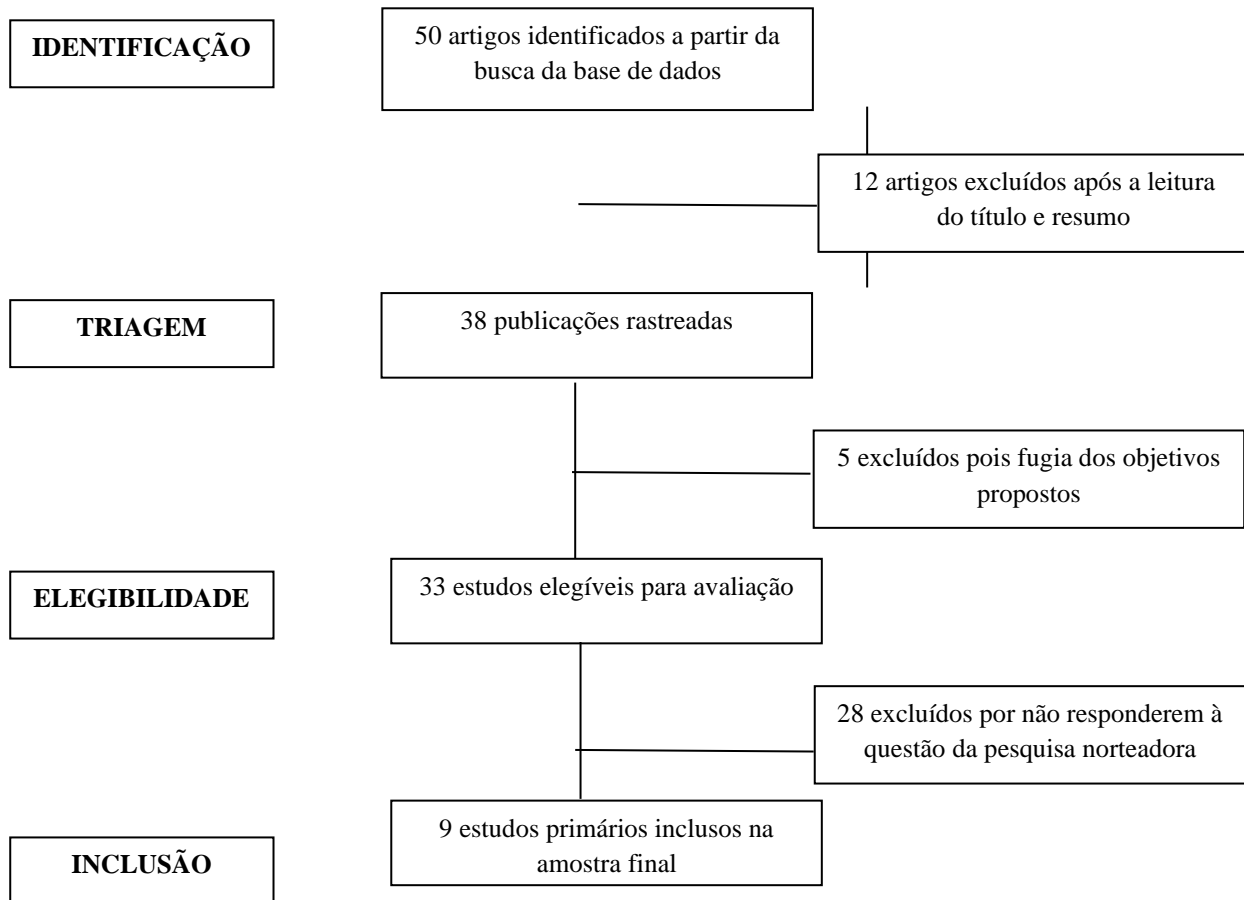 IDENTIFICAÇÃO
50 artigos identificados a partir da
busca da base de dados
12 artigos excluídos após a leitura
do título e resumo
TRIAGEM
38 publicações rastreadas
5 excluídos pois fugia dos objetivos
propostos
ELEGIBILIDADE
33 estudos elegíveis para avaliação
28 excluídos por não responderem à
questão da pesquisa norteadora
9 estudos primários inclusos na
amostra final
INCLUSÃO